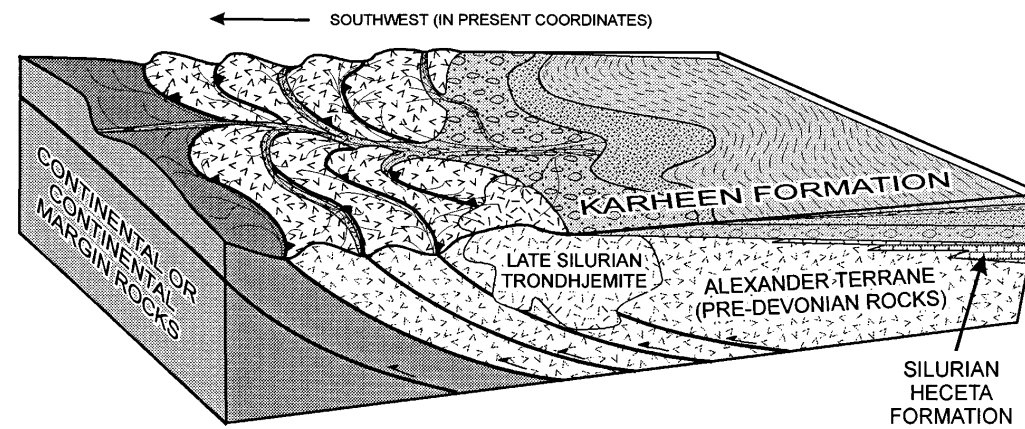 SOUTHWEST (IN PRESENT COORDINATES)
KARHEEN FORMATION
CONTINENTAL OR
CONTINENTAL
MARGIN ROCKS
LATE SILURIAN
TRONDHJEMITE
ALEXANDER TERRANE
(PRE-DEVONIAN ROCKS)
SILURIAN
HECETA
FORMATION